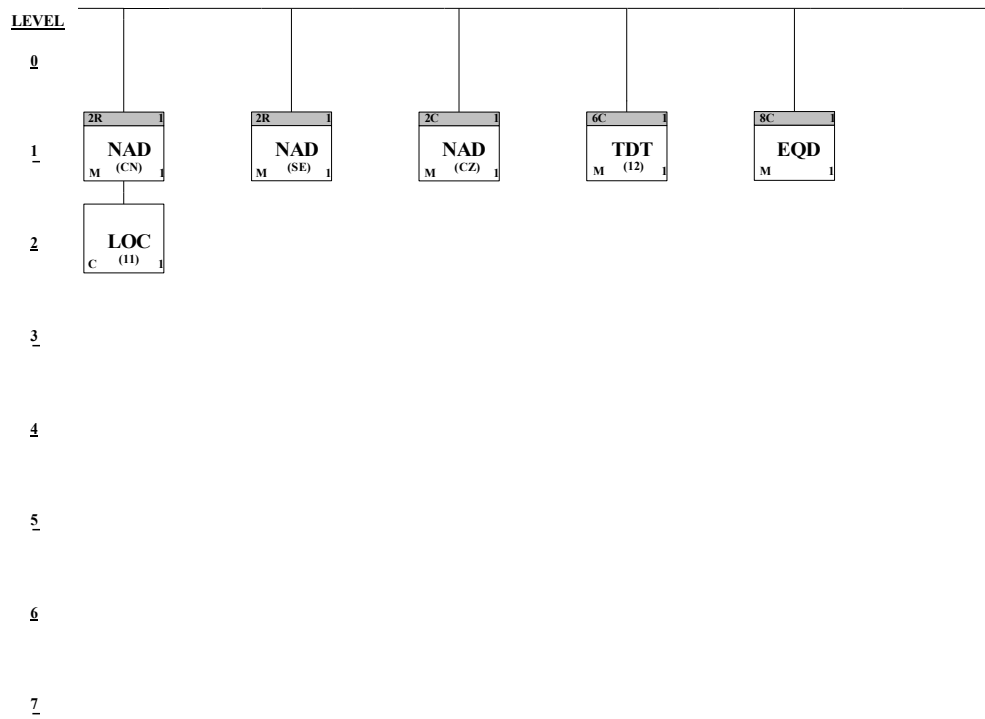 LEVEL
0
2R 1 2R 1 2C 1 6C 1 8C 1
1 NAD NAD NAD TDT EQD
(CN) (SE) (CZ) (12)
M 1 M 1 M 1 M 1 M 1
2 LOC
(11)
C 1
3
4
5
6
7